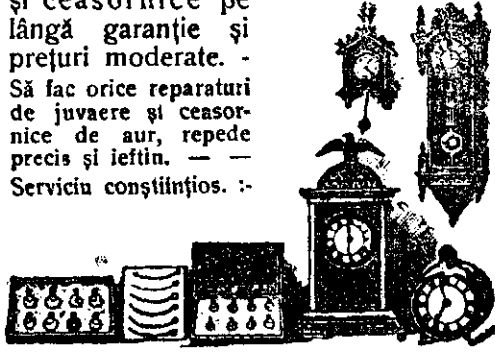 și ceasornice pe
lângă garanție și
prețuri moderate. -
Să fac orice reparaturi
de juvaere și ceasor-
nice de aur, repede
precis și ieftin. — —
Serviciu conștiințios. :-